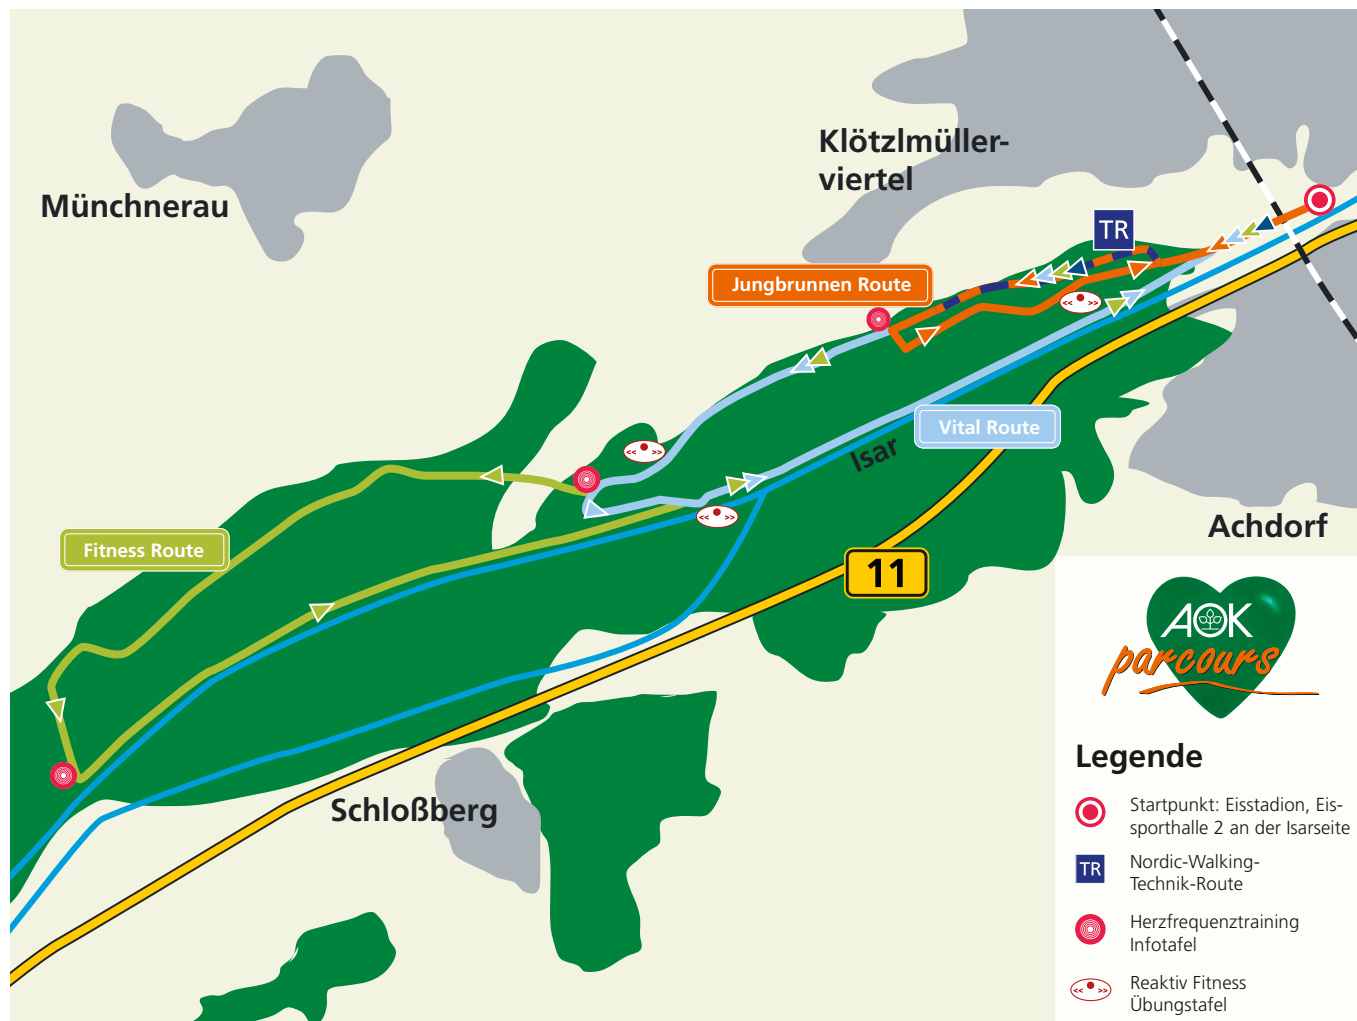 Klötzlmüller-
viertel
Münchnerau
TR
Jungbrunnen Route
<< >>
<< >>
Vital Route
Isar
<< >>
Fitness Route
11
Achdorf
Schloßberg
AOK
parcours
Legende
Startpunkt: Eisstadion, Eis-
sporthalle 2 an der Isarseite
TR
Nordic-Walking-
Technik-Route
Herzfrequenztraining
Infotafel
<< >>
Reaktiv Fitness
Übungstafel